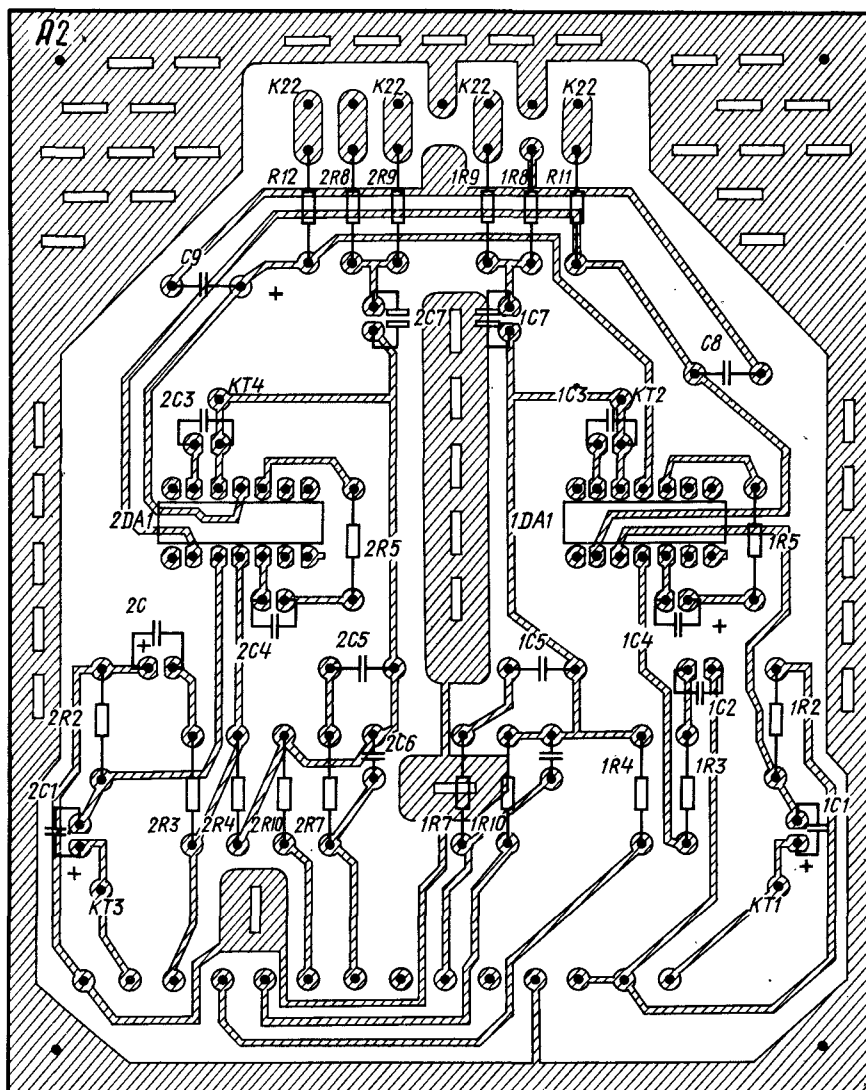 A2
K22 K22 K22 K22
R12 2R8 2R9 1R9 1R8 R11
C9
+
2C7 1C7
C8
2C3 KT4 1C3 KT2
2DA1 1DA1
2R5 1R5
2C + 2C4 2C5 1C5 1C4 +
2R2 1C2 1R2
2C6
2C1 1C1
2R3 2R4 2R10 2R7 1R7 1R10 1R4 1R3
+ +
KT3 KT1